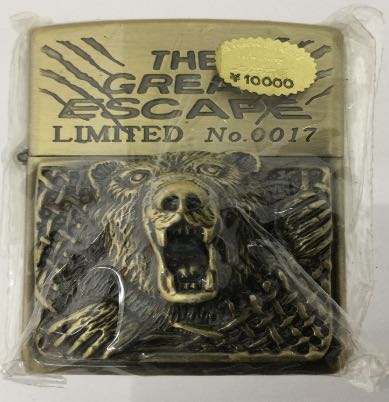 THE
GREAT
ESCAPE
LIMITED No.0017
¥10000